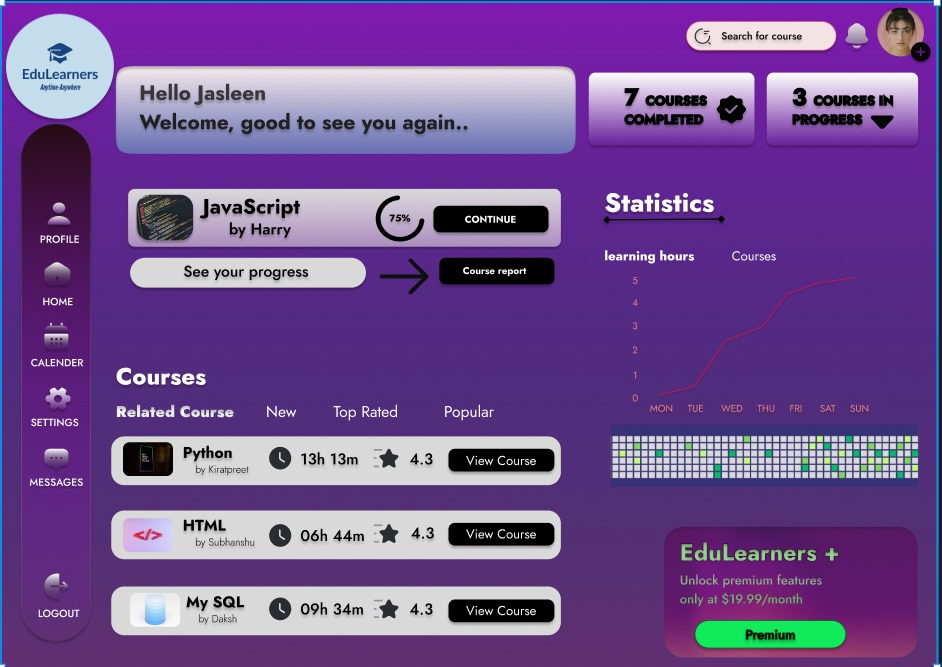 EduLearners
Anytime-Anywhere
Search for course
Hello Jasleen
Welcome, good to see you again..
7 COURSES
COMPLETED
3 COURSES IN
PROGRESS
PROFILE
HOME
CALENDER
SETTINGS
MESSAGES
LOGOUT
JavaScript
by Harry
75%
CONTINUE
See your progress
Course report
Courses
Related Course New Top Rated Popular
Python
by Kiratpreet
13h 13m
4.3
View Course
HTML
by Subhanshu
06h 44m
4.3
View Course
My SQL
by Daksh
09h 34m
4.3
View Course
Statistics
learning hours Courses
5
4
3
2
1
0
MON TUE WED THU FRI SAT SUN
EduLearners +
Unlock premium features
only at $19.99/month
Premium